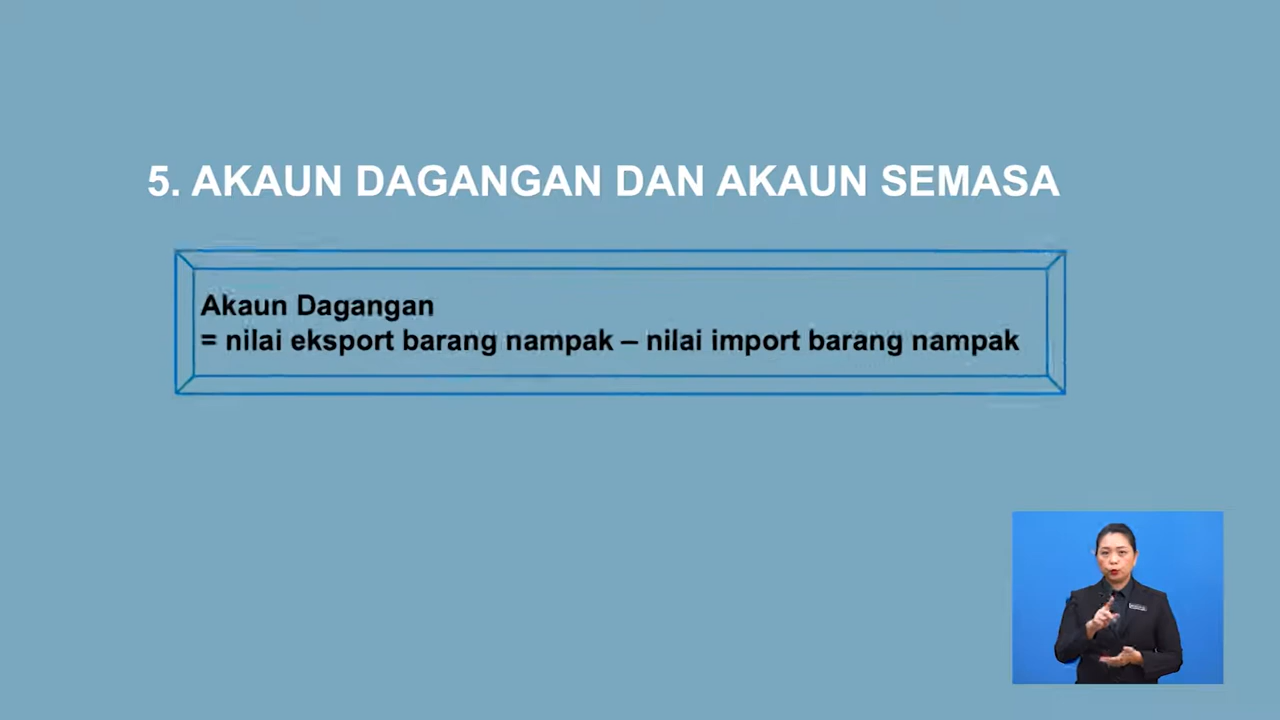 5. AKAUN DAGANGAN DAN AKAUN SEMASA
Akaun Dagangan
= nilai eksport barang nampak – nilai import barang nampak